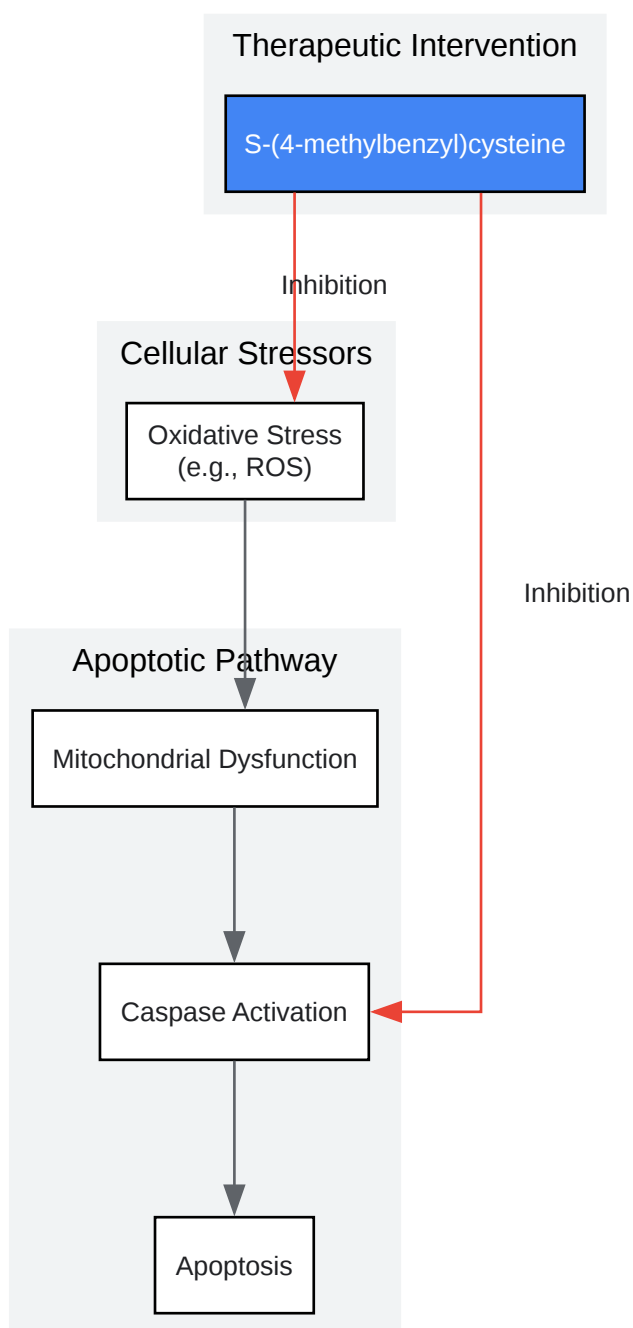 Therapeutic Intervention
S-(4-methylbenzyl)cysteine
Inhibition
Cellular Stressors
Oxidative Stress
(e.g., ROS)
Inhibition
Apoptotic Pathway
Mitochondrial Dysfunction
Caspase Activation
Apoptosis